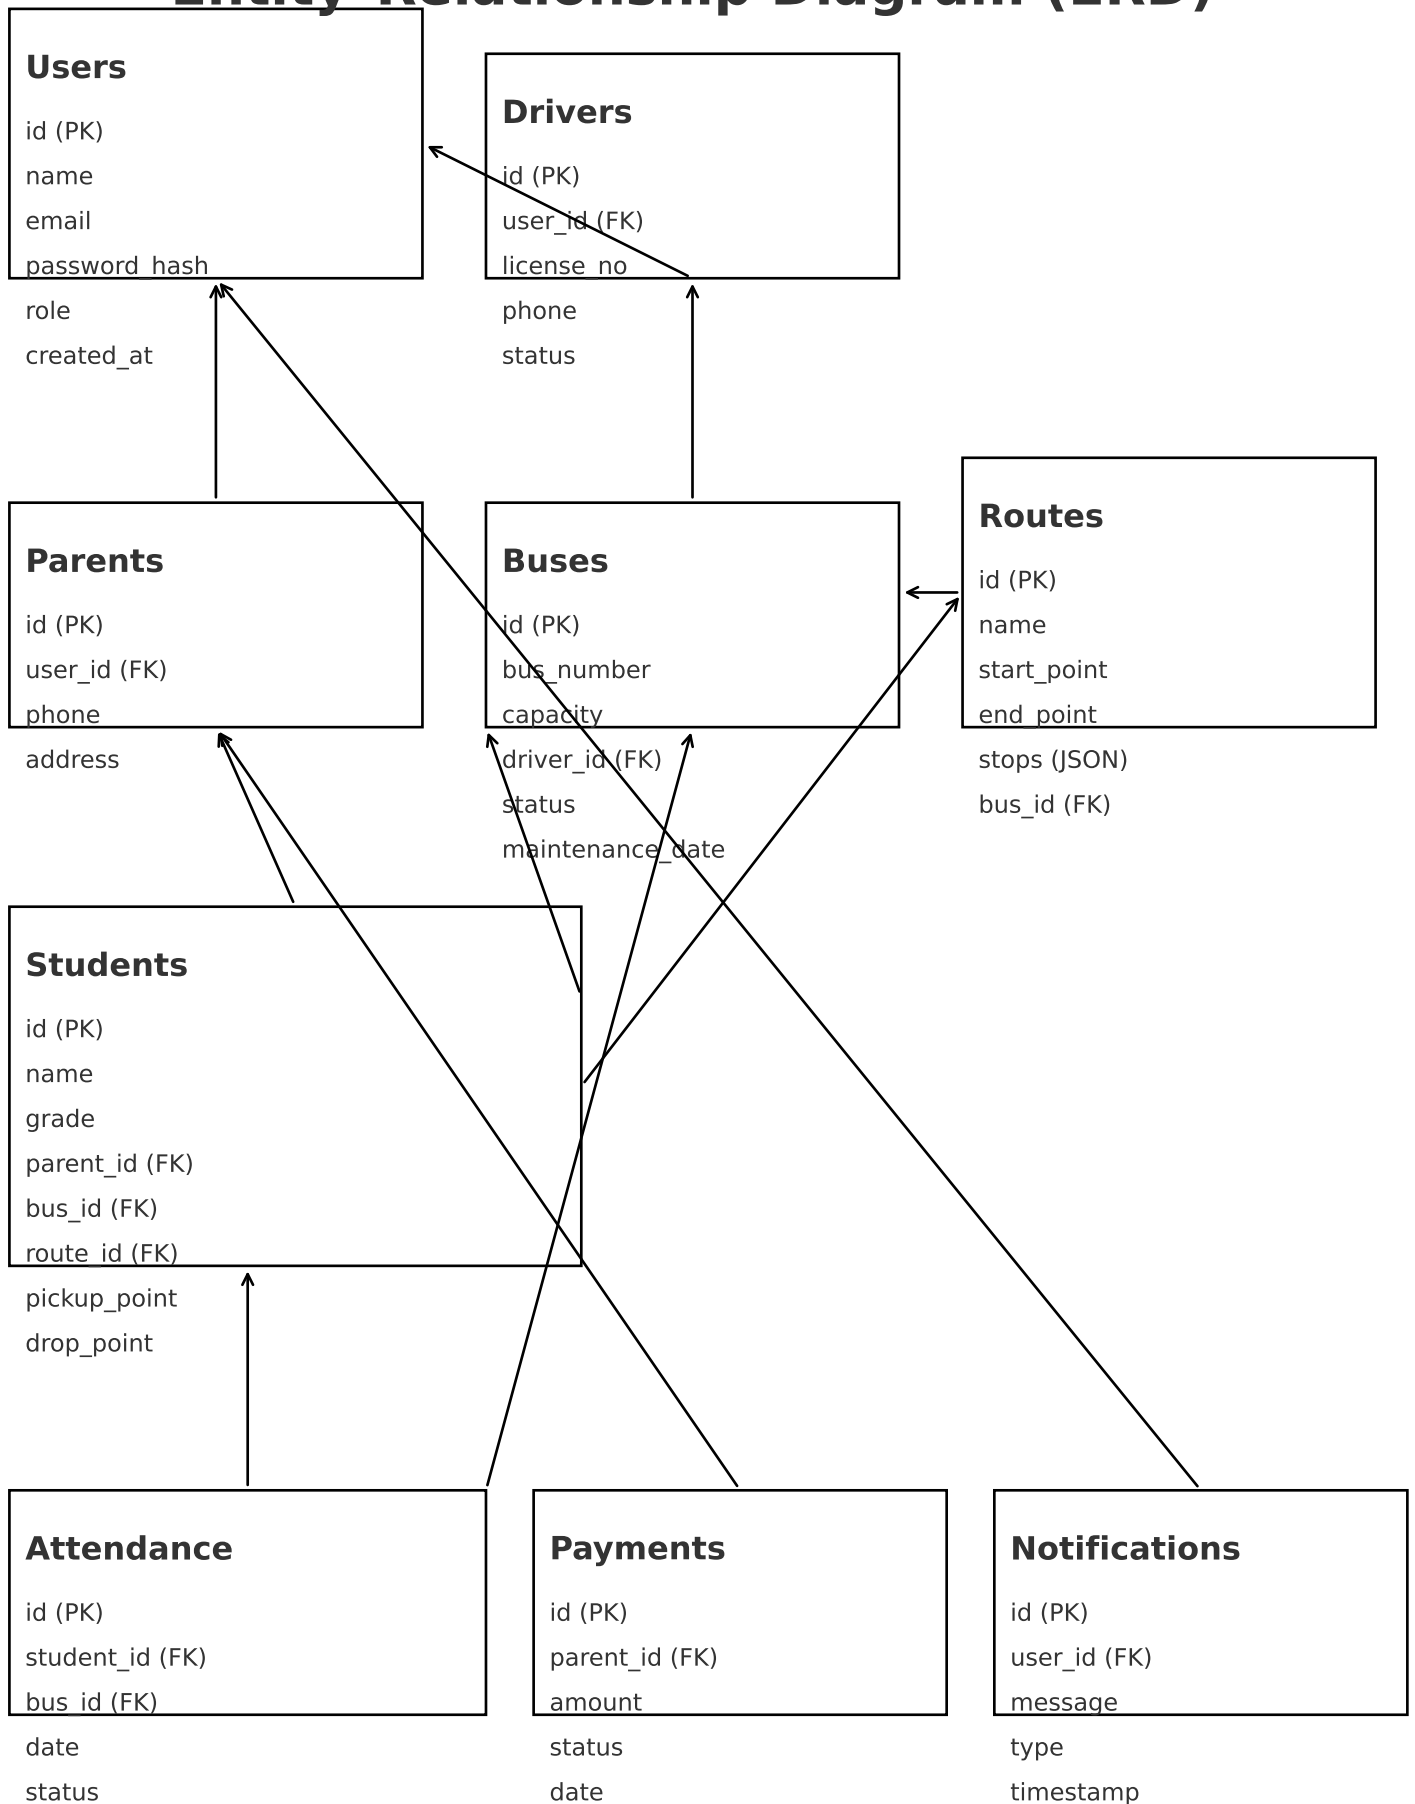 Entity-Relationship Diagram (ERD)
Users
id (PK)
name
email
password_hash
role
created_at
Drivers
id (PK)
user_id (FK)
license_no
phone
status
Parents
id (PK)
user_id (FK)
phone
address
Buses
id (PK)
bus_number
capacity
driver_id (FK)
status
maintenance_date
Routes
id (PK)
name
start_point
end_point
stops (JSON)
bus_id (FK)
Students
id (PK)
name
grade
parent_id (FK)
bus_id (FK)
route_id (FK)
pickup_point
drop_point
Attendance
id (PK)
student_id (FK)
bus_id (FK)
date
status
Payments
id (PK)
parent_id (FK)
amount
status
date
Notifications
id (PK)
user_id (FK)
message
type
timestamp